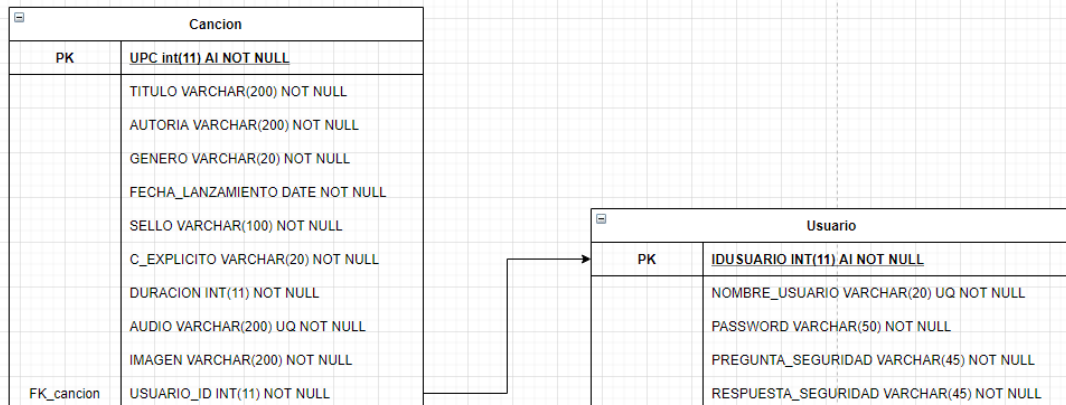 Cancion
PK UPC int(11) AI NOT NULL
TITULO VARCHAR(200) NOT NULL
AUTORIA VARCHAR(200) NOT NULL
GENERO VARCHAR(20) NOT NULL
FECHA_LANZAMIENTO DATE NOT NULL
SELLO VARCHAR(100) NOT NULL
C_EXPLICITO VARCHAR(20) NOT NULL
DURACION INT(11) NOT NULL
AUDIO VARCHAR(200) UQ NOT NULL
IMAGEN VARCHAR(200) NOT NULL
FK_cancion USUARIO_ID INT(11) NOT NULL
Usuario
PK IDUSUARIO INT(11) AI NOT NULL
NOMBRE_USUARIO VARCHAR(20) UQ NOT NULL
PASSWORD VARCHAR(50) NOT NULL
PREGUNTA_SEGURIDAD VARCHAR(45) NOT NULL
RESPUESTA_SEGURIDAD VARCHAR(45) NOT NULL